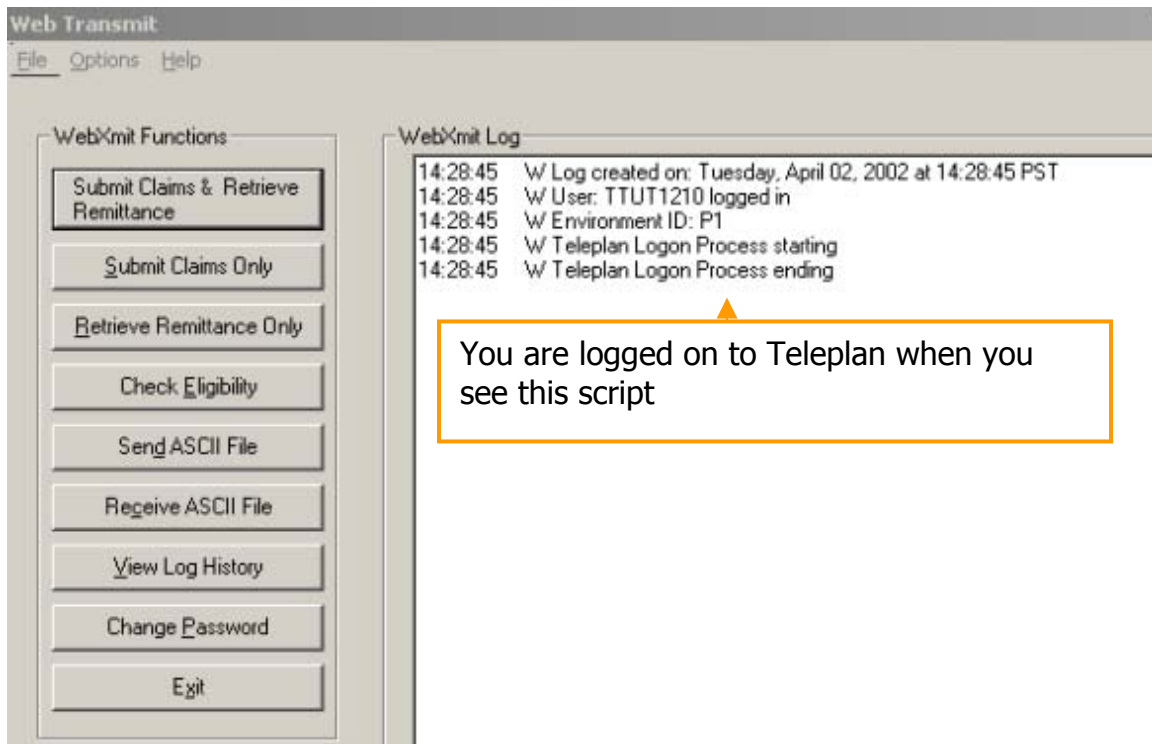 Web Transmit
File Options Help
WebXmit Functions
Submit Claims & Retrieve
Remittance
Submit Claims Only
Retrieve Remittance Only
Check Eligibility
Send ASCII File
Receive ASCII File
View Log History
Change Password
Exit
WebXmit Log
14:28:45 W Log created on: Tuesday, April 02, 2002 at 14:28:45 PST
14:28:45 W User: TTUT1210 logged in
14:28:45 W Environment ID: P1
14:28:45 W Teleplan Logon Process starting
14:28:45 W Teleplan Logon Process ending
You are logged on to Teleplan when you
see this script